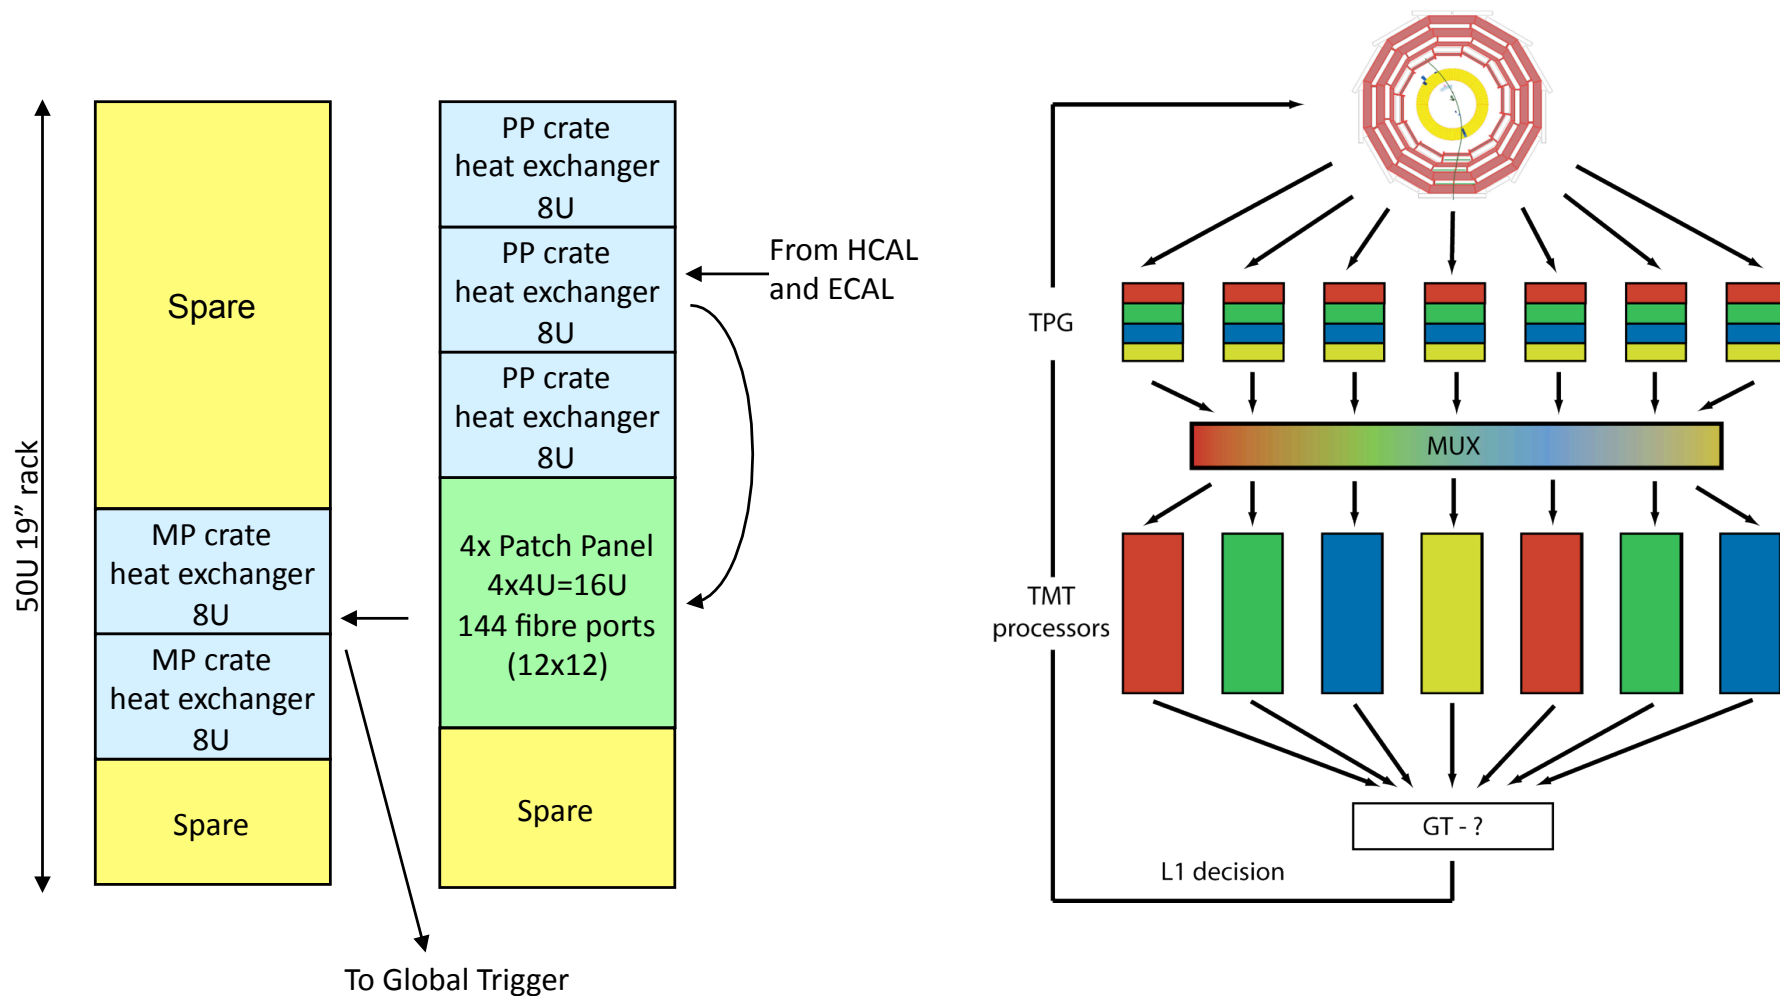 50U 19” rack
Spare
MP crate
heat exchanger
8U
MP crate
heat exchanger
8U
Spare
PP crate
heat exchanger
8U
PP crate
heat exchanger
8U
PP crate
heat exchanger
8U
4x Patch Panel
4x4U=16U
144 fibre ports
(12x12)
Spare
From HCAL
and ECAL
To Global Trigger
TPG
MUX
TMT
processors
GT - ?
L1 decision